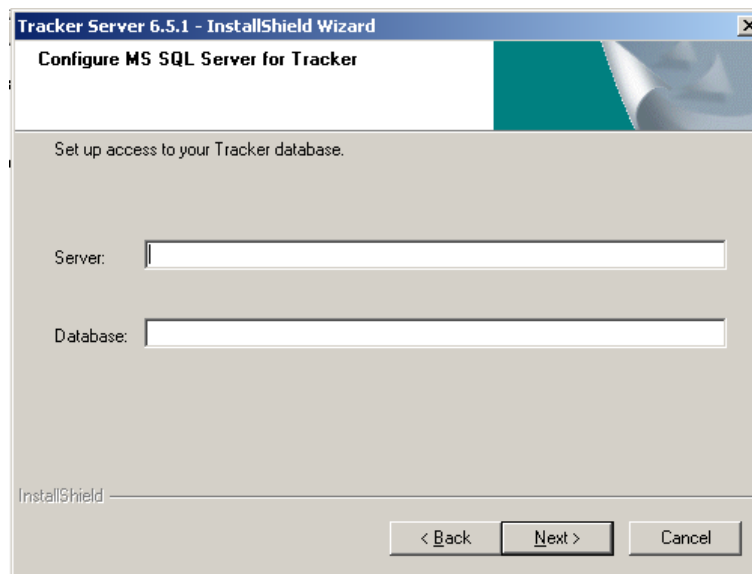 Tracker Server 6.5.1 - InstallShield Wizard
Configure MS SQL Server for Tracker
Set up access to your Tracker database.
Server:
Database:
InstallShield
< Back
Next >
Cancel